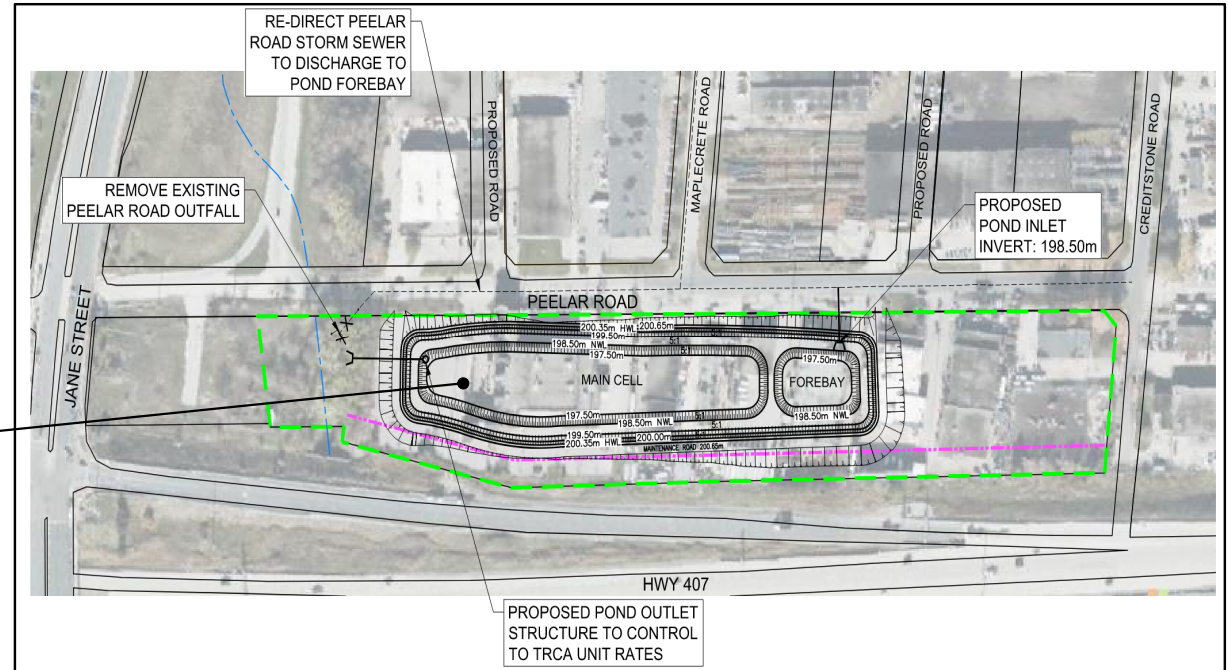 RE-DIRECT PEELAR
ROAD STORM SEWER
TO DISCHARGE TO
POND FOREBAY
REMOVE EXISTING
PEELAR ROAD OUTFALL
PROPOSED ROAD
MAPLECRETE ROAD
PROPOSED ROAD
CREDITSTONE ROAD
PROPOSED
POND INLET
INVERT: 198.50m
JANE STREET
PEELAR ROAD
200.35m HWL 200.65m
199.50m
5:1
198.50m NWL
5:1
197.50m
197.50m
MAIN CELL
FOREBAY
197.50m
5:1
198.50m NWL
198.50m NWL
5:1
199.50m
200.00m
200.35m HWL
MAINTENANCE ROAD 200.65m
HWY 407
PROPOSED POND OUTLET
STRUCTURE TO CONTROL
TO TRCA UNIT RATES